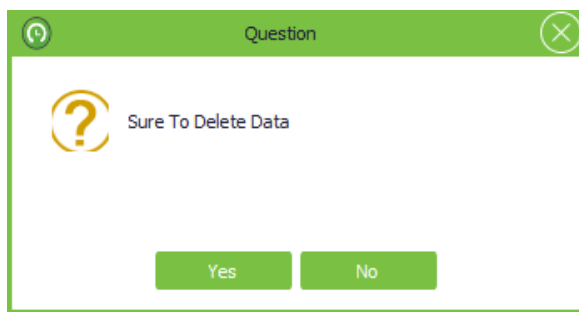 Question
Sure To Delete Data
Yes
No